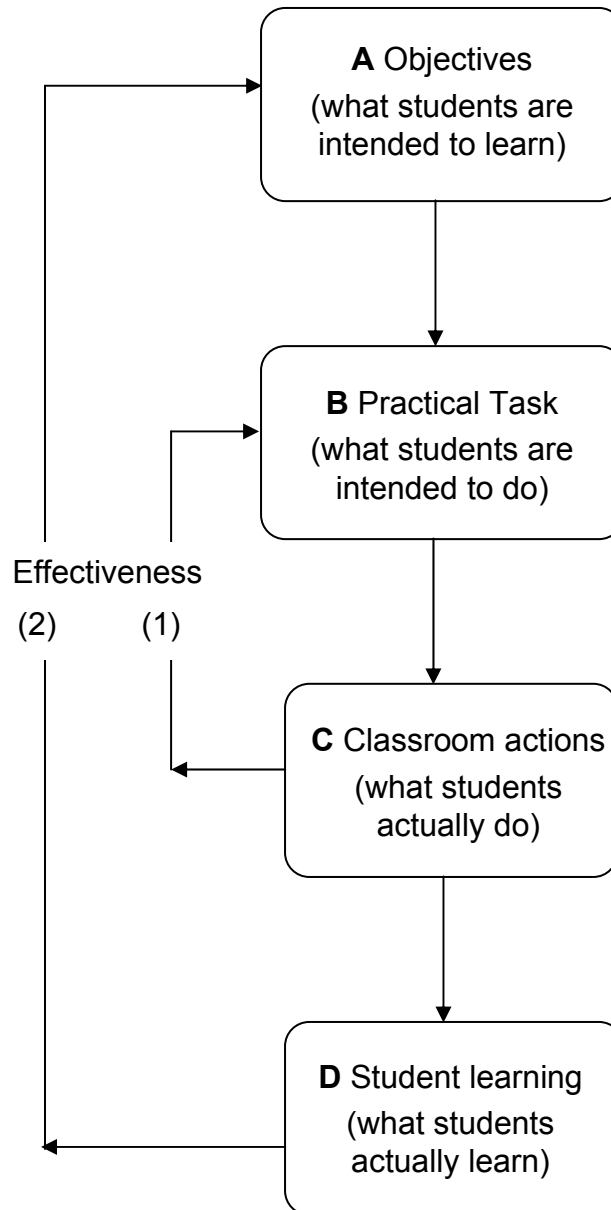 A Objectives
(what students are
intended to learn)
B Practical Task
(what students are
intended to do)
Effectiveness
(2) (1)
C Classroom actions
(what students
actually do)
D Student learning
(what students
actually learn)